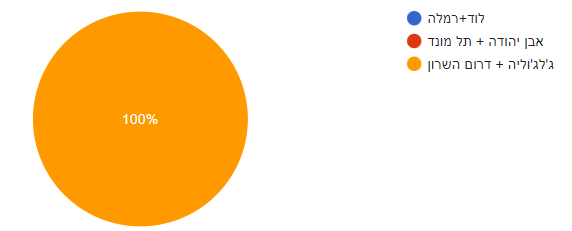 לוד+רמלה
אבן יהודה + תל מונד
ג'לג'וליה + דרום השרון
100%